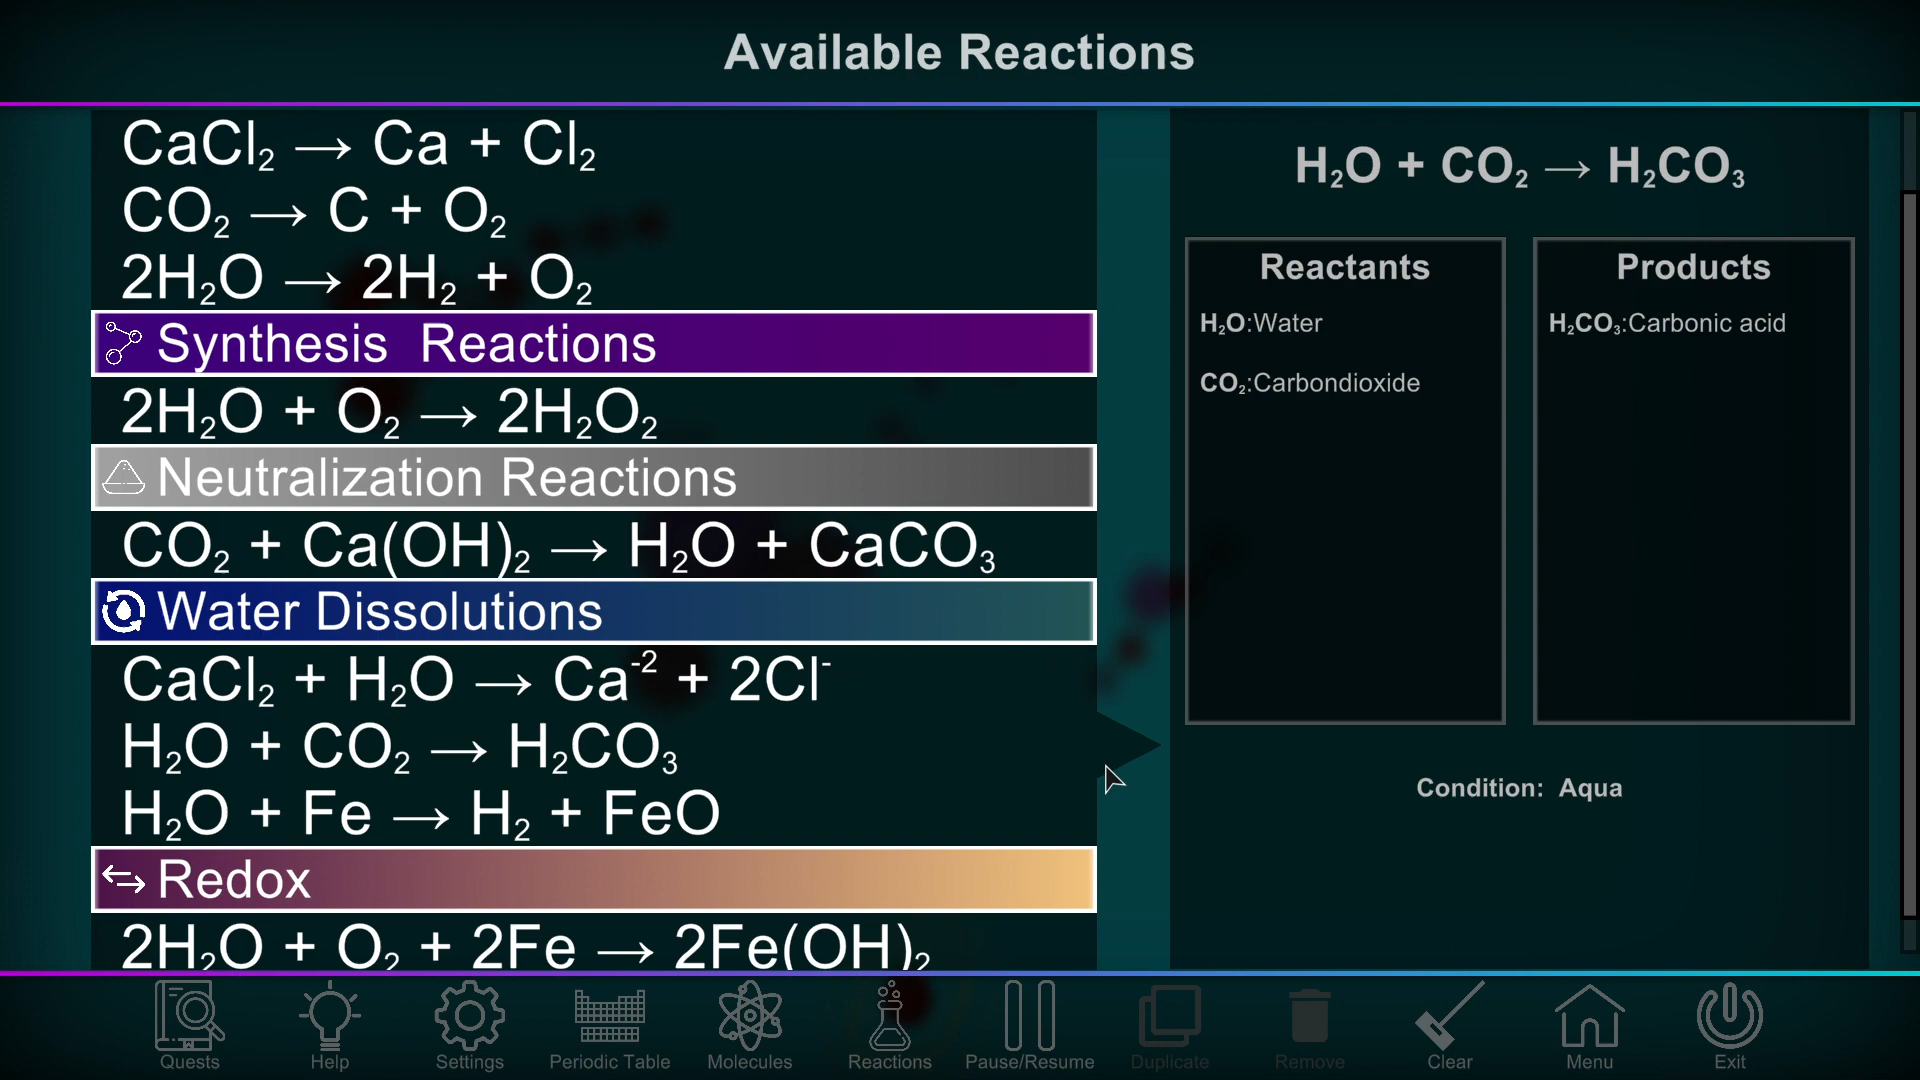 Available Reactions
CaCl₂ → Ca + Cl₂
CO₂ → C + O₂
2H₂O → 2H₂ + O₂
Synthesis  Reactions
2H₂O + O₂ → 2H₂O₂
Neutralization Reactions
CO₂ + Ca(OH)₂ → H₂O + CaCO₃
Water Dissolutions
CaCl₂ + H₂O → Ca⁻² + 2Cl⁻
H₂O + CO₂ → H₂CO₃
H₂O + Fe → H₂ + FeO
Redox
2H₂O + O₂ + 2Fe → 2Fe(OH)₂
H₂O + CO₂ → H₂CO₃
Reactants
H₂O:Water
CO₂:Carbondioxide
Products
H₂CO₃:Carbonic acid
Condition:  Aqua
Quests
Help
Settings
Periodic Table
Molecules
Reactions
Pause/Resume
Duplicate
Remove
Clear
Menu
Exit